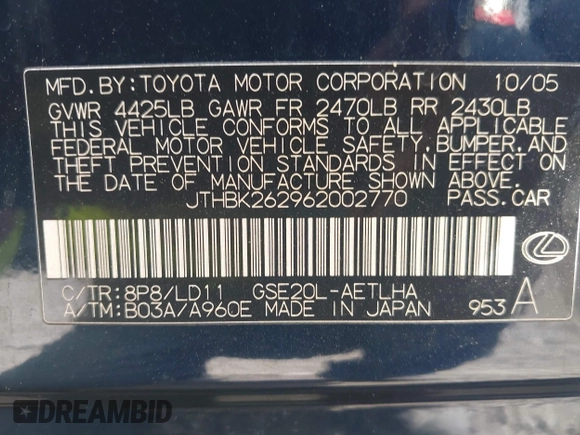 MFD. BY: TOYOTA MOTOR CORPORATION 10/05
GVWR 4425LB GAWR FR 2470LB RR 2430LB
THIS VEHICLE CONFORMS TO ALL APPLICABLE
FEDERAL MOTOR VEHICLE SAFETY, BUMPER, AND
THEFT PREVENTION STANDARDS IN EFFECT ON
THE DATE OF MANUFACTURE SHOWN ABOVE.
JTHBK262962002770 PASS.CAR
C/TR: 8P8/LD11 GSE20L-AETLHA
A/TM: B03A/A960E MADE IN JAPAN 953 A
DREAMBID